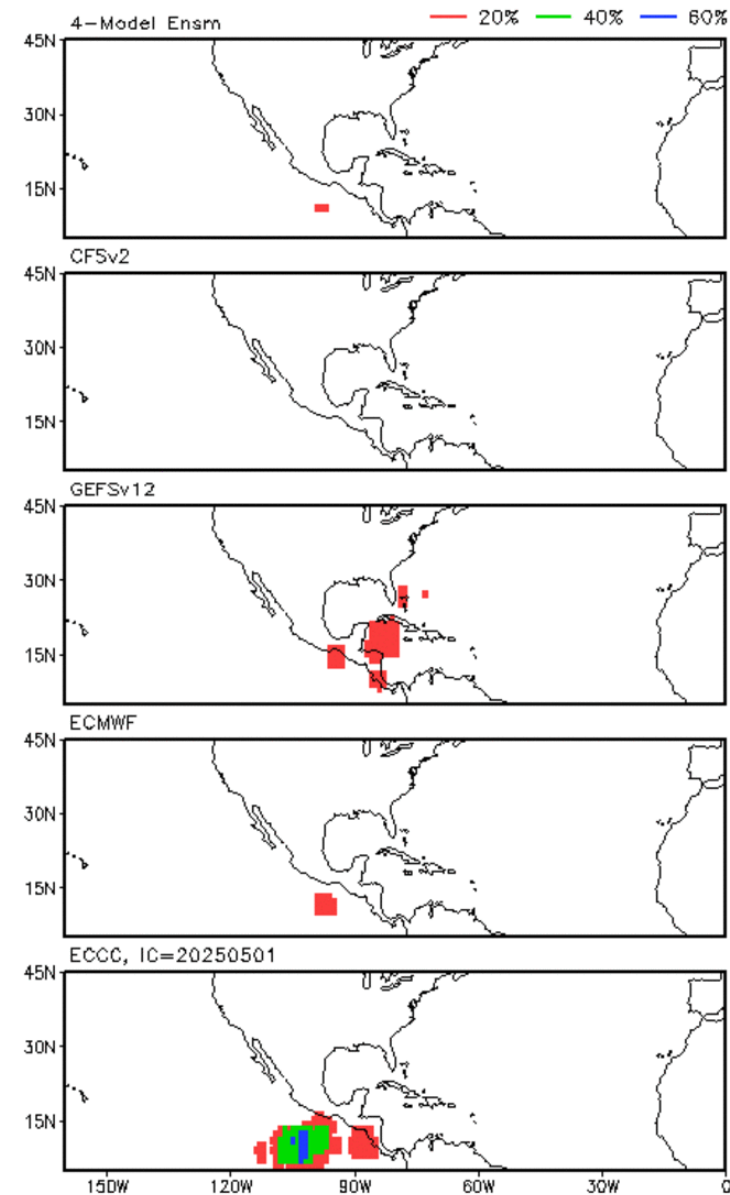 4-Model Ensm 20% 40% 60%
45N
30N
15N
CFSv2
45N
30N
15N
GEFSv12
45N
30N
15N
ECMWF
45N
30N
15N
ECCC, IC=20250501
45N
30N
15N
150W 120W 90W 60W 30W 0